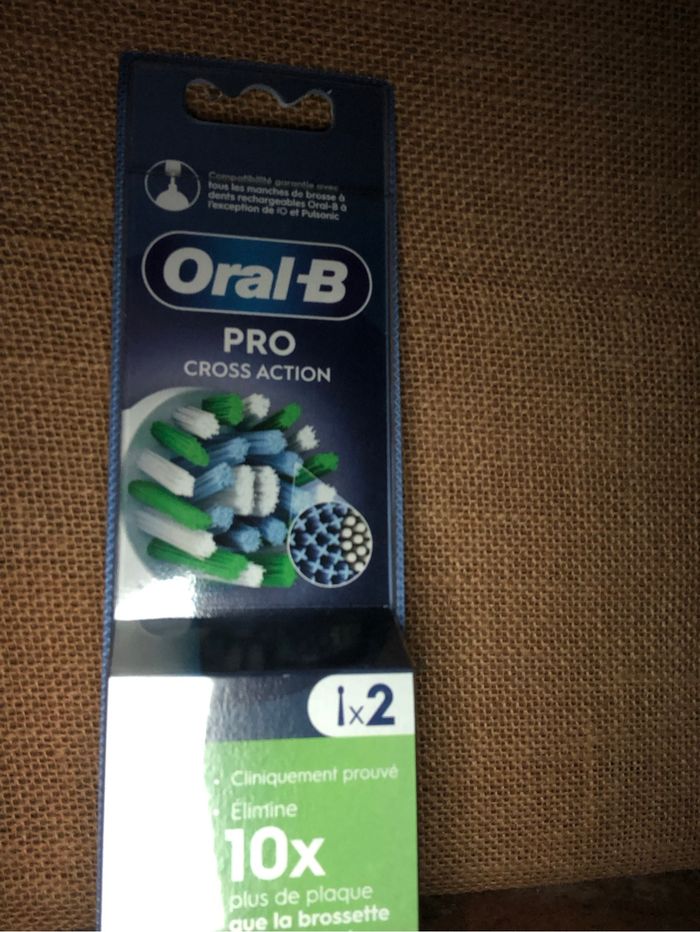 Compatibilité garantie avec
tous les manches de brosse à
dents rechargeables Oral-B à
l'exception de iO et Pulsonic
Oral-B
PRO
CROSS ACTION
x2
• Cliniquement prouvé
• Élimine
10x
plus de plaque
que la brossette